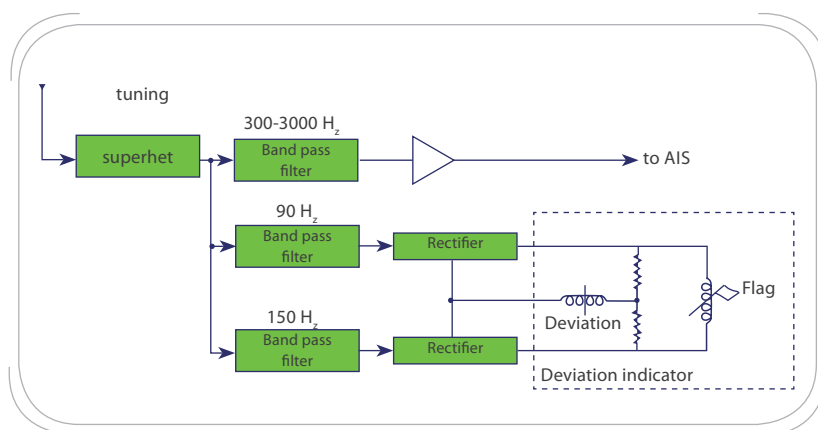 tuning
superhet
300-3000 Hz
Band pass
filter
to AIS
90 Hz
Band pass
filter
Rectifier
Flag
Deviation
150 Hz
Band pass
filter
Rectifier
Deviation indicator